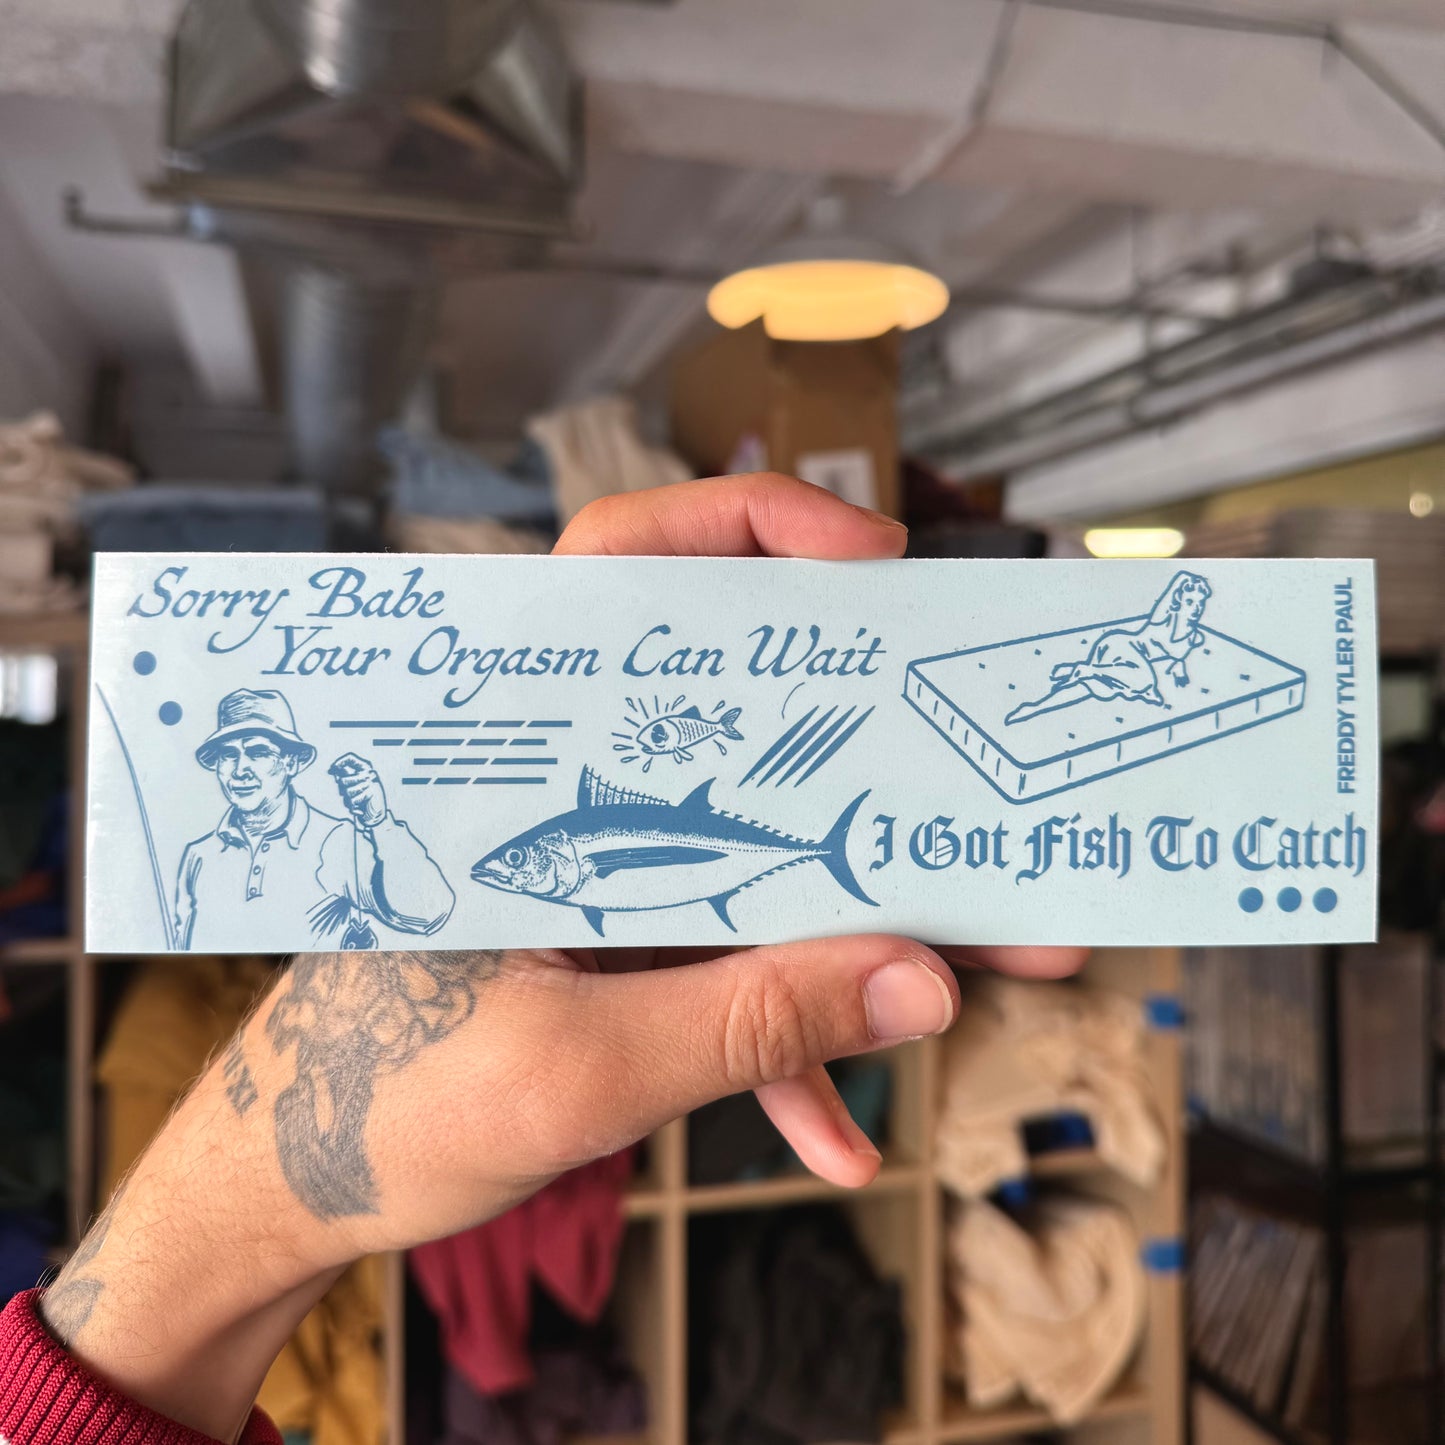 Sorry Babe
Your Orgasm Can Wait
I Got Fish To Catch
FREDDY TYLER PAUL